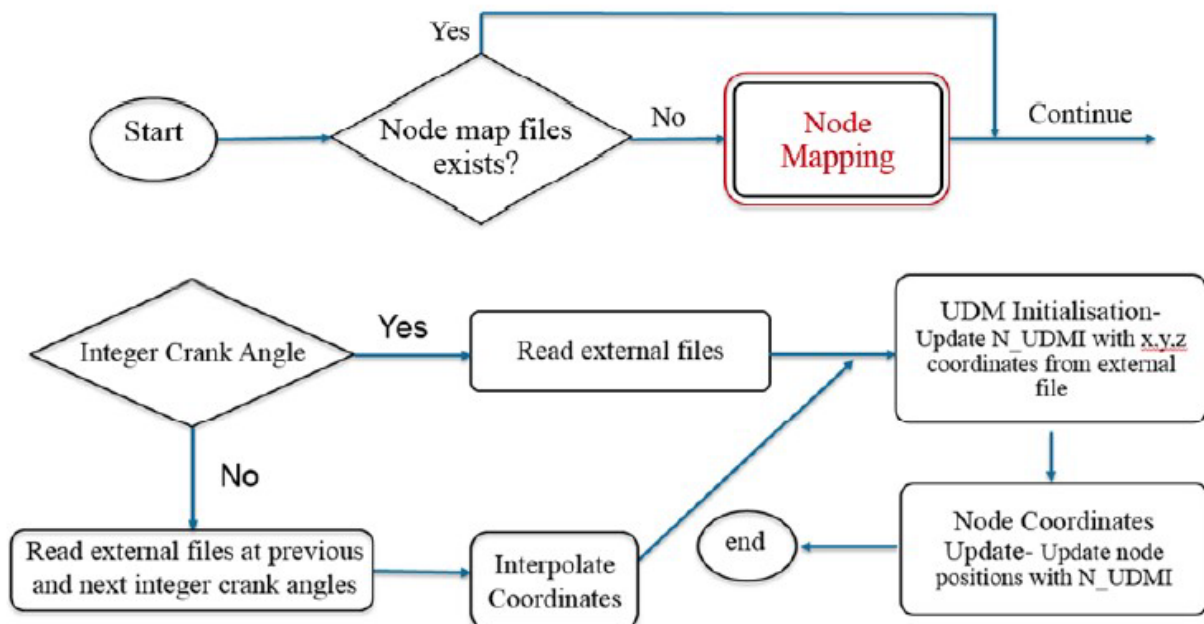 Yes
Start
Node map files
exists?
No
Node
Mapping
Continue
Integer Crank Angle
Yes
Read external files
UDM Initialisation-
Update N_UDMI with x.y.z
coordinates from external
file
No
Read external files at previous
and next integer crank angles
Interpolate
Coordinates
end
Node Coordinates
Update- Update node
positions with N_UDMI